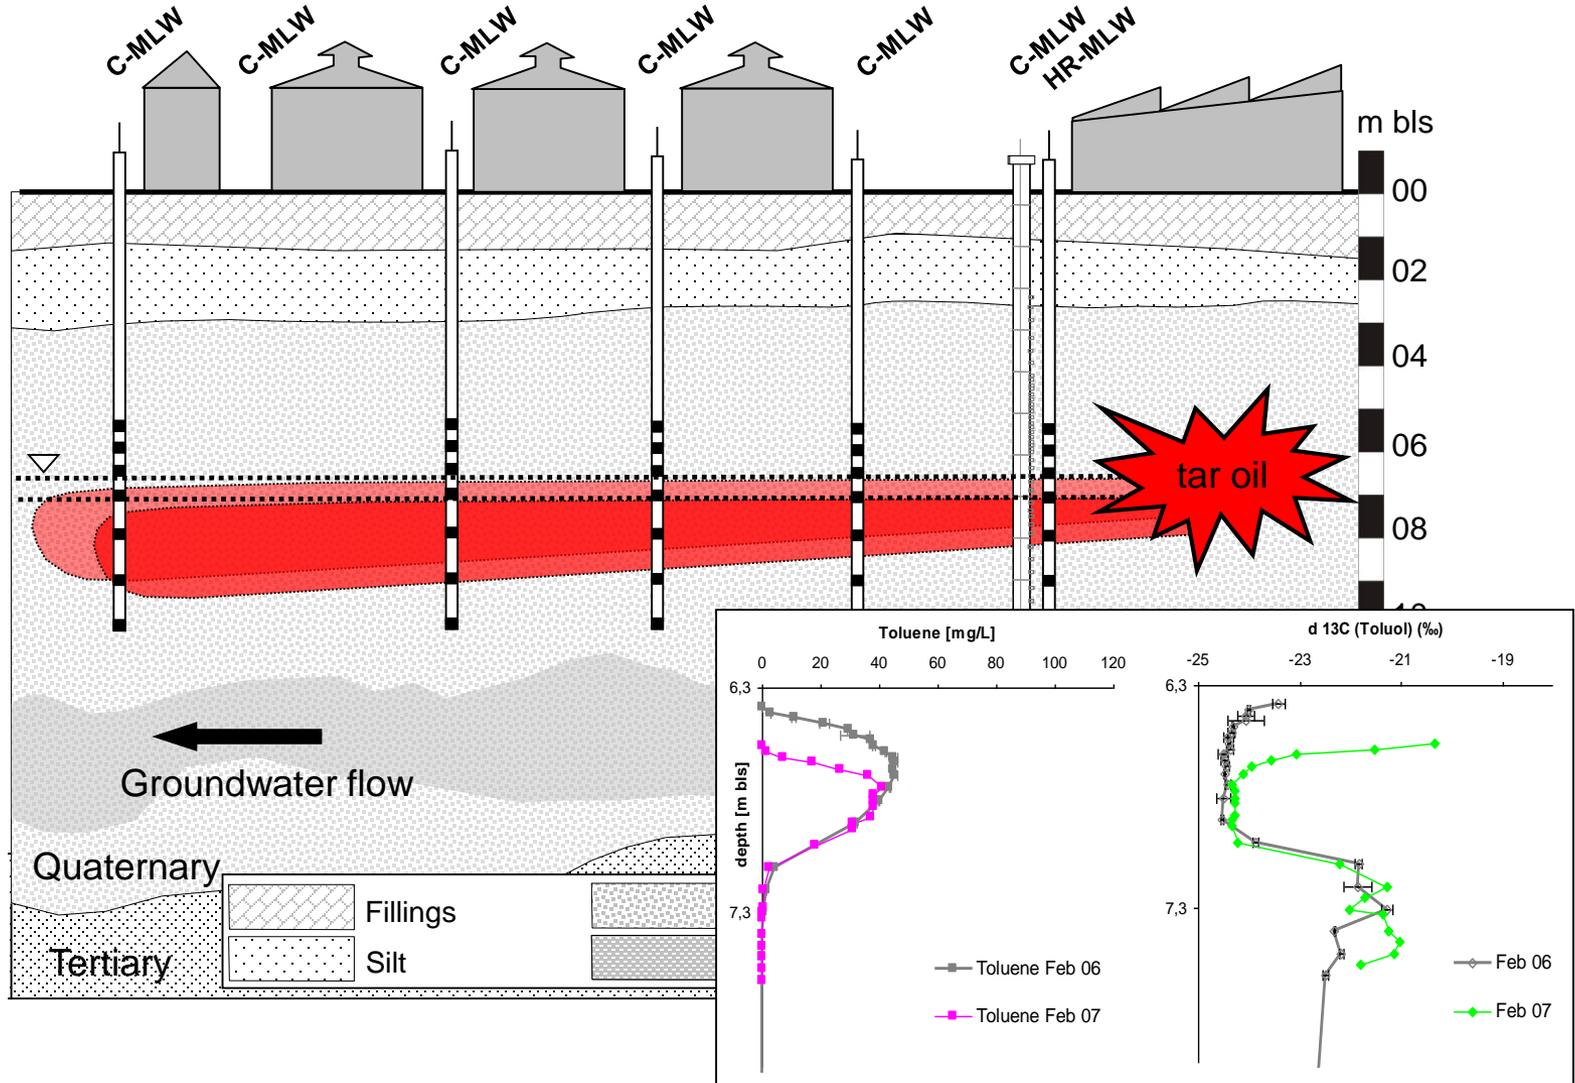 C-MLW
C-MLW
C-MLW
C-MLW
C-MLW
C-MLW
HR-MLW
m bls
00
02
04
06
tar oil
08
Groundwater flow
Quaternary
Tertiary
Fillings
Silt
Toluene [mg/L]
0 20 40 60 80 100 120
6,3
depth [m bls]
7,3
Toluene Feb 06
Toluene Feb 07
d 13C (Toluol) (‰)
-25 -23 -21 -19
6,3
7,3
Feb 06
Feb 07